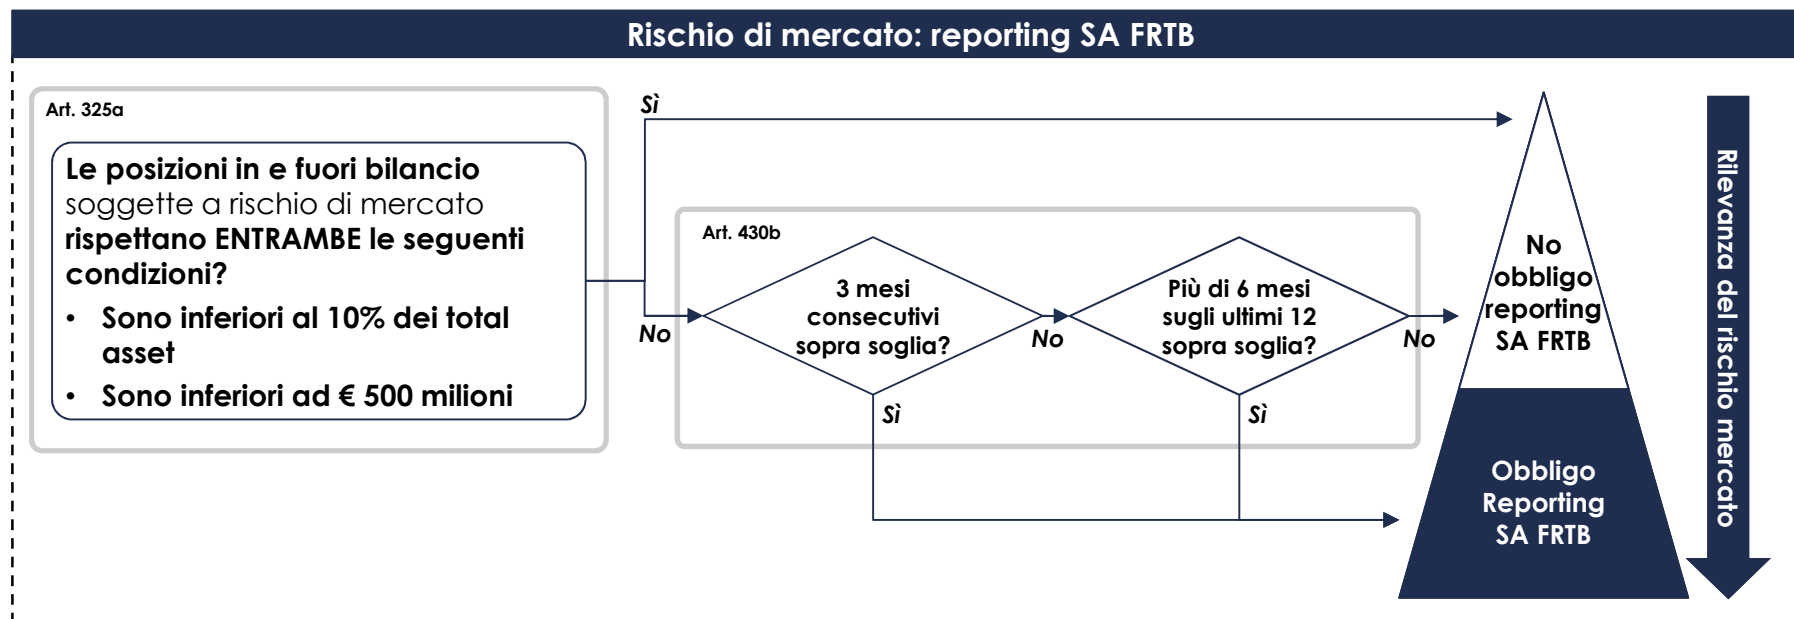 Rischio di mercato: reporting SA FRTB
Art. 325a
Le posizioni in e fuori bilancio
soggette a rischio di mercato
rispettano ENTRAMBE le seguenti
condizioni?
• Sono inferiori al 10% dei total
asset
• Sono inferiori ad € 500 milioni
Sì
No
Art. 430b
3 mesi
consecutivi
sopra soglia?
No
Sì
Più di 6 mesi
sugli ultimi 12
sopra soglia?
No
Sì
No
obbligo
reporting
SA FRTB
Obbligo
Reporting
SA FRTB
Rilevanza del rischio mercato